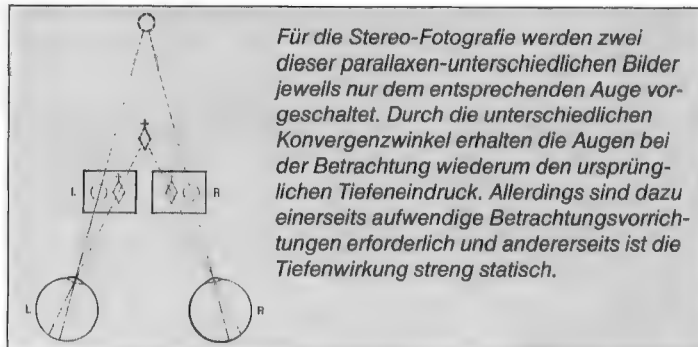 Für die Stereo-Fotografie werden zwei
dieser parallaxen-unterschiedlichen Bilder
jeweils nur dem entsprechenden Auge vor-
geschaltet. Durch die unterschiedlichen
Konvergenzwinkel erhalten die Augen bei
der Betrachtung wiederum den ursprüng-
lichen Tiefeneindruck. Allerdings sind dazu
einerseits aufwendige Betrachtungsvorrich-
tungen erforderlich und andererseits ist die
Tiefenwirkung streng statisch.
L R
L R